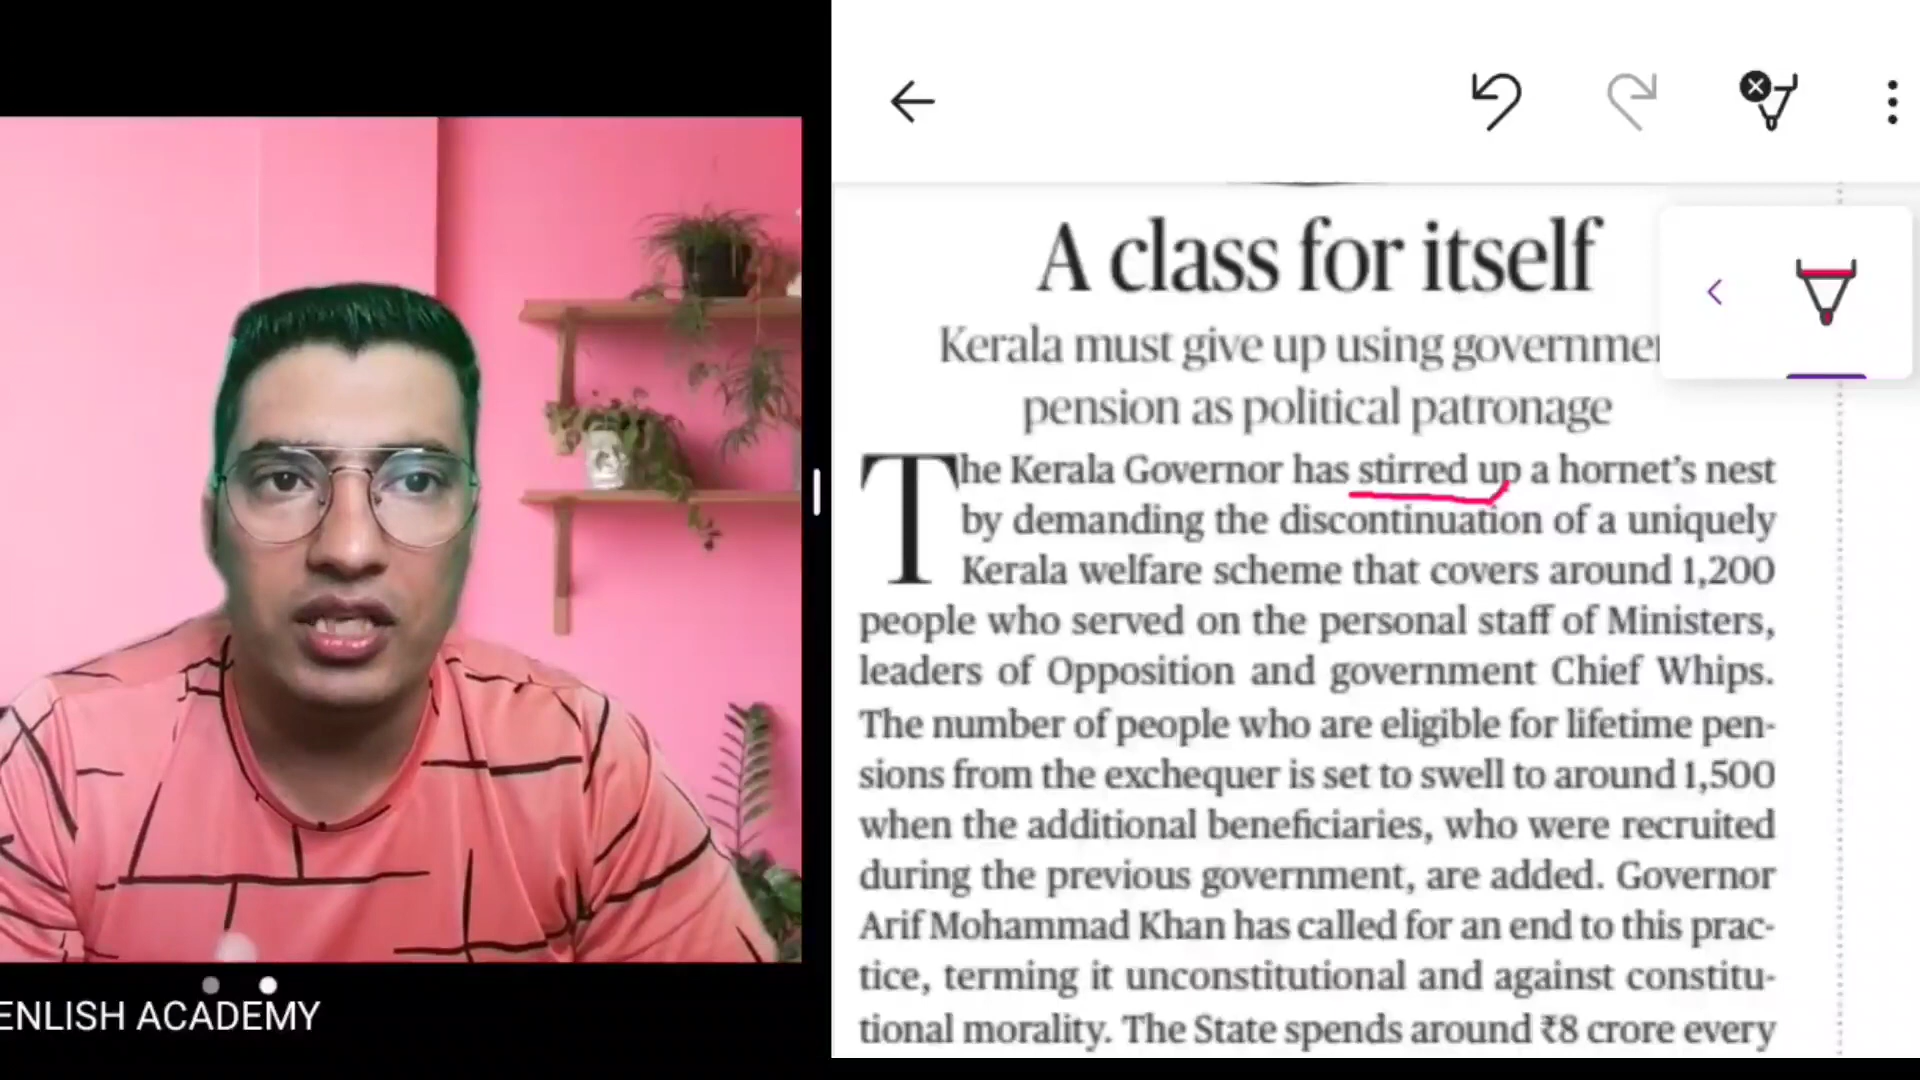 ENLISH ACADEMY
A class for itself
Kerala must give up using governme
pension as political patronage
The Kerala Governor has stirred up a hornet's nest
by demanding the discontinuation of a uniquely
Kerala welfare scheme that covers around 1,200
people who served on the personal staff of Ministers,
leaders of Opposition and government Chief Whips.
The number of people who are eligible for lifetime pen-
sions from the exchequer is set to swell to around 1,500
when the additional beneficiaries, who were recruited
during the previous government, are added. Governor
Arif Mohammad Khan has called for an end to this prac-
tice, terming it unconstitutional and against constitu-
tional morality. The State spends around ₹8 crore every